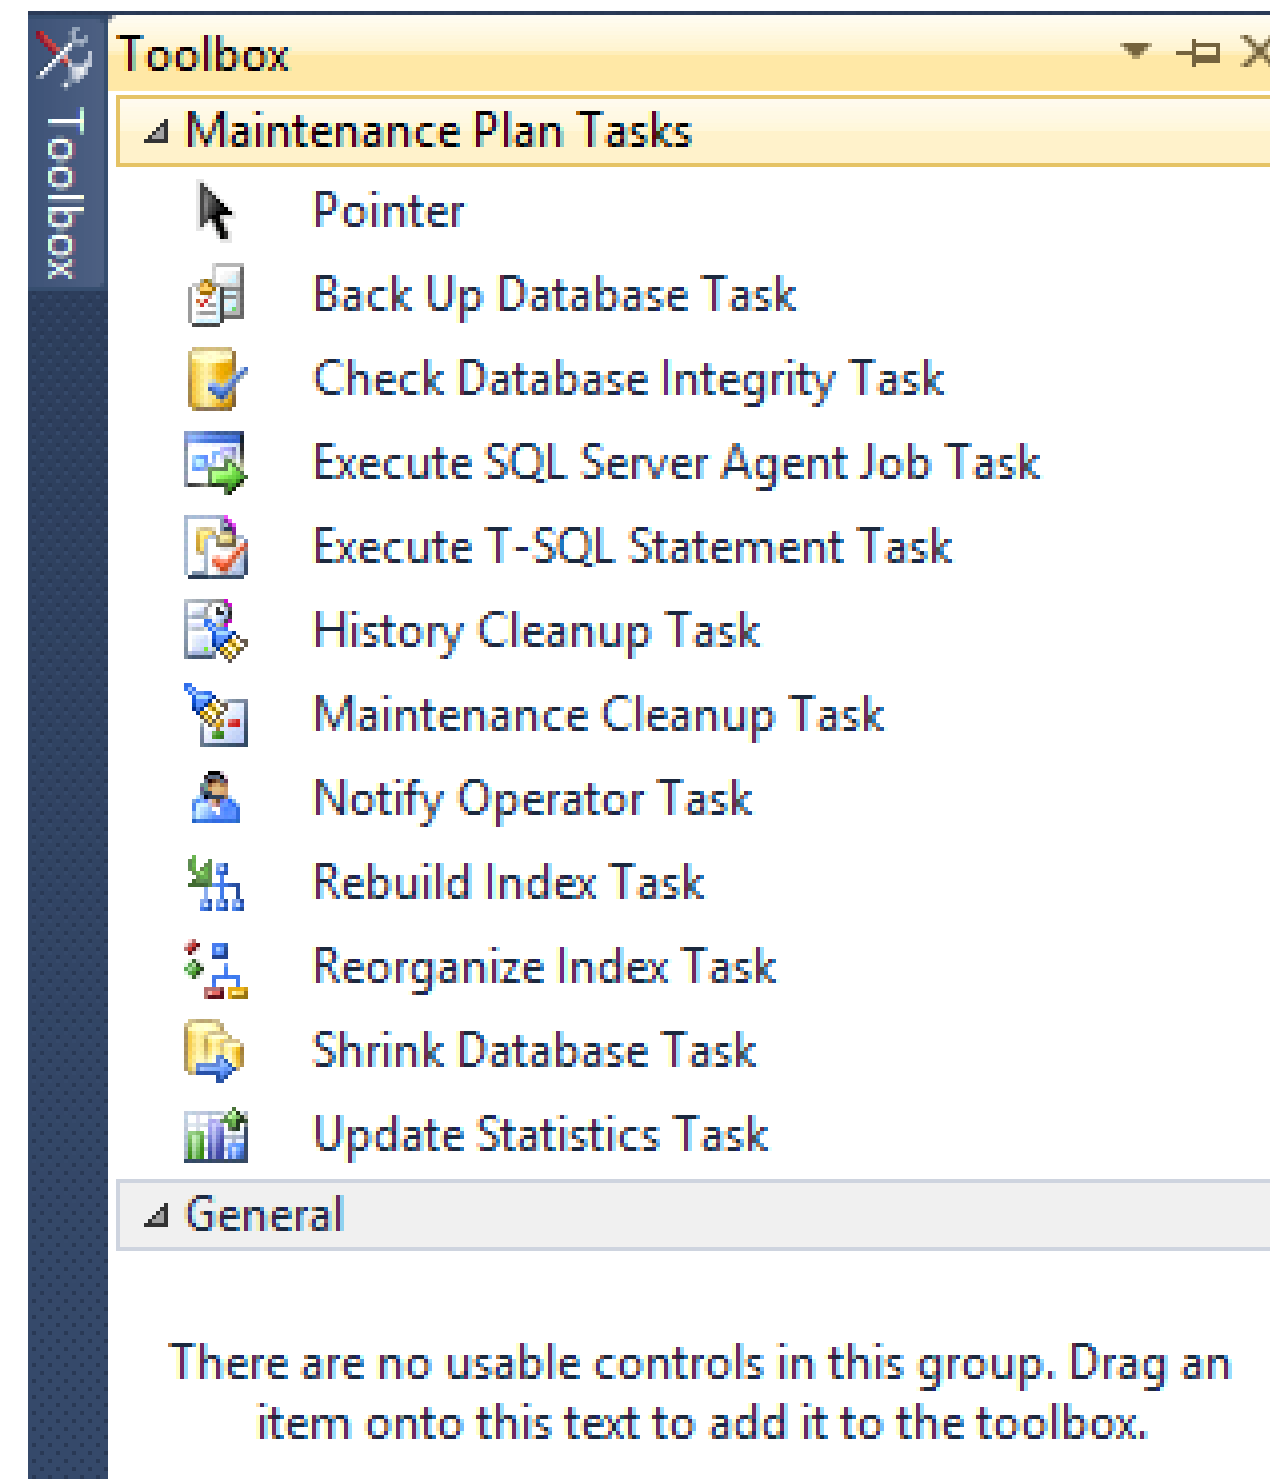 Toolbox
Toolbox
Maintenance Plan Tasks
Pointer
Back Up Database Task
Check Database Integrity Task
Execute SQL Server Agent Job Task
Execute T-SQL Statement Task
History Cleanup Task
Maintenance Cleanup Task
Notify Operator Task
Rebuild Index Task
Reorganize Index Task
Shrink Database Task
Update Statistics Task
General
There are no usable controls in this group. Drag an
item onto this text to add it to the toolbox.